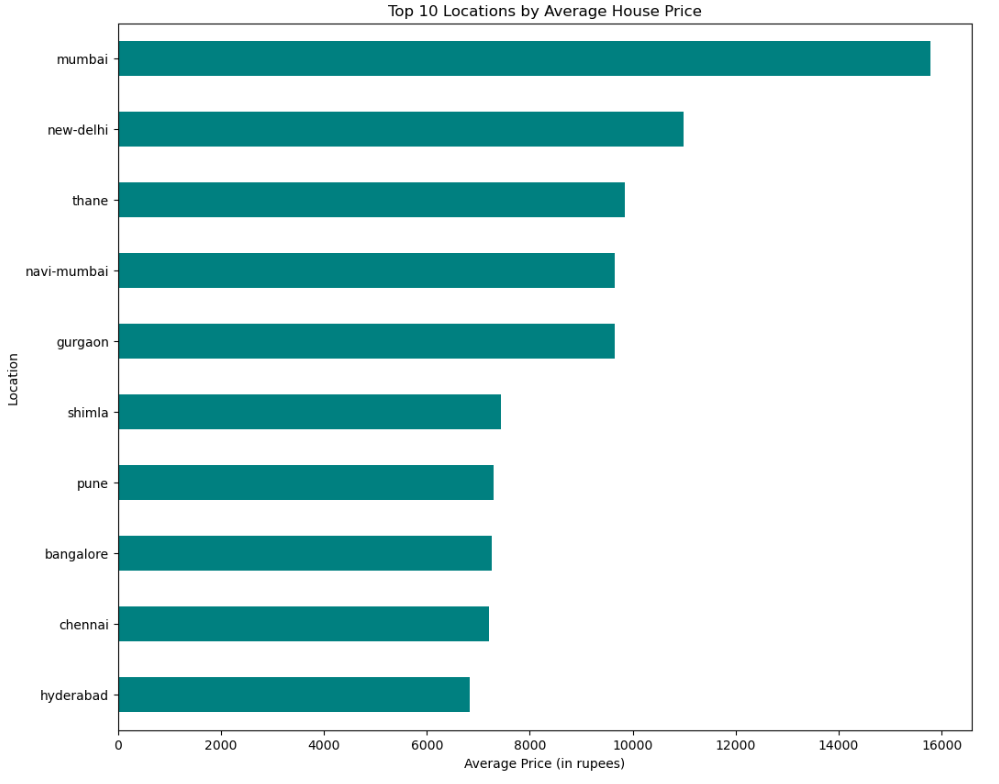 Top 10 Locations by Average House Price
mumbai
new-delhi
thane
navi-mumbai
gurgaon
shimla
pune
bangalore
chennai
hyderabad
Location
0 2000 4000 6000 8000 10000 12000 14000 16000
Average Price (in rupees)